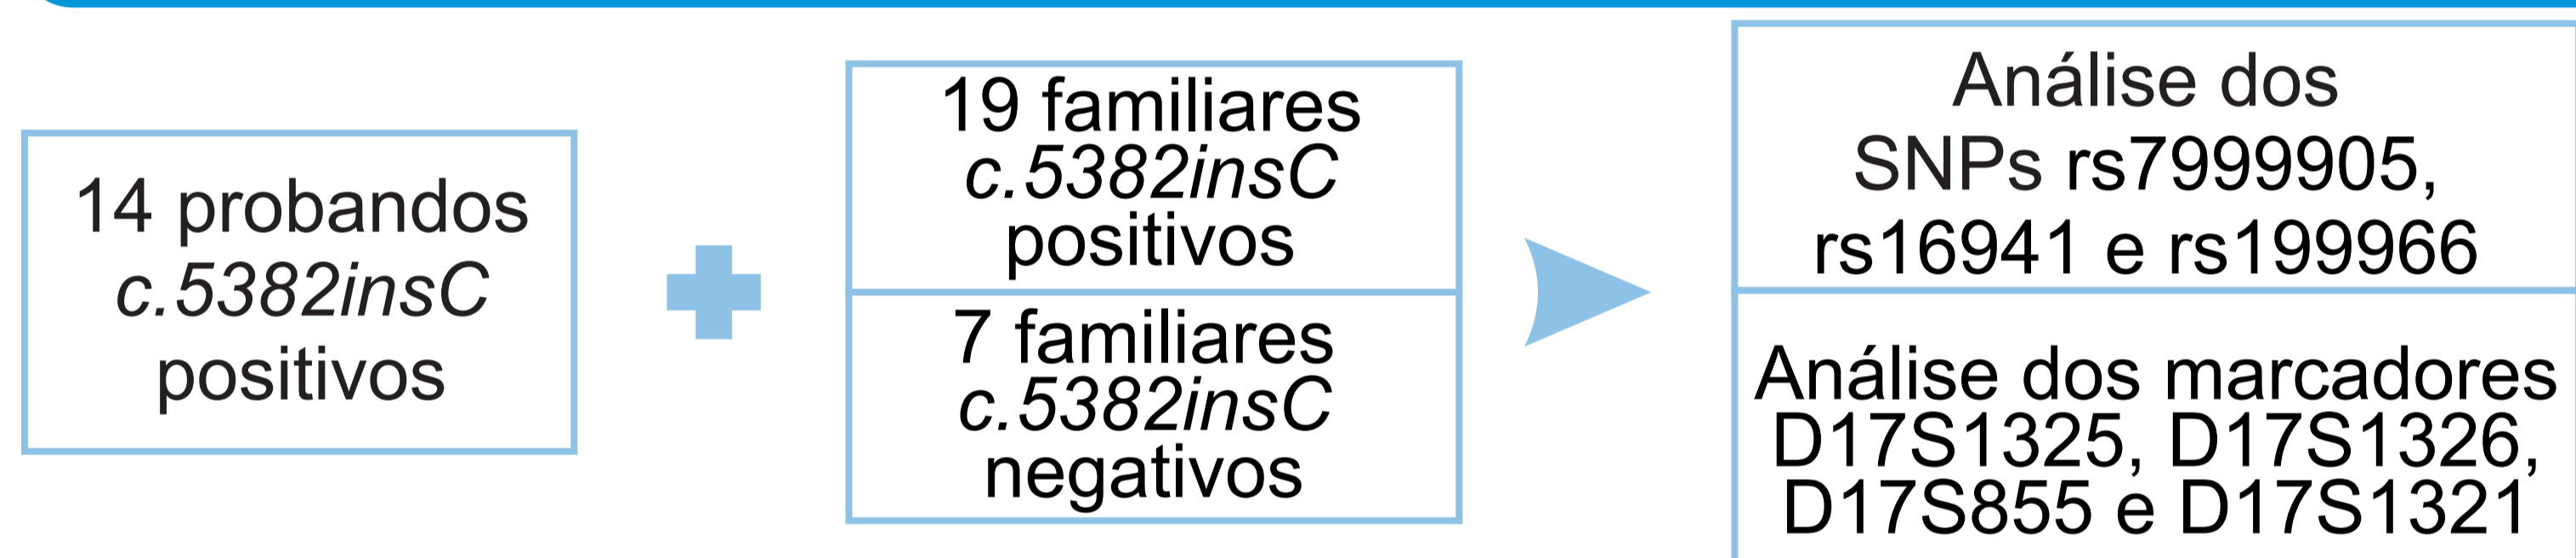 14 probandos
c.5382insC
positivos
19 familiares
c.5382insC
positivos
7 familiares
c.5382insC
negativos
Análise dos
SNPs rs7999905,
rs16941 e rs199966
Análise dos marcadores
D17S1325, D17S1326,
D17S855 e D17S1321